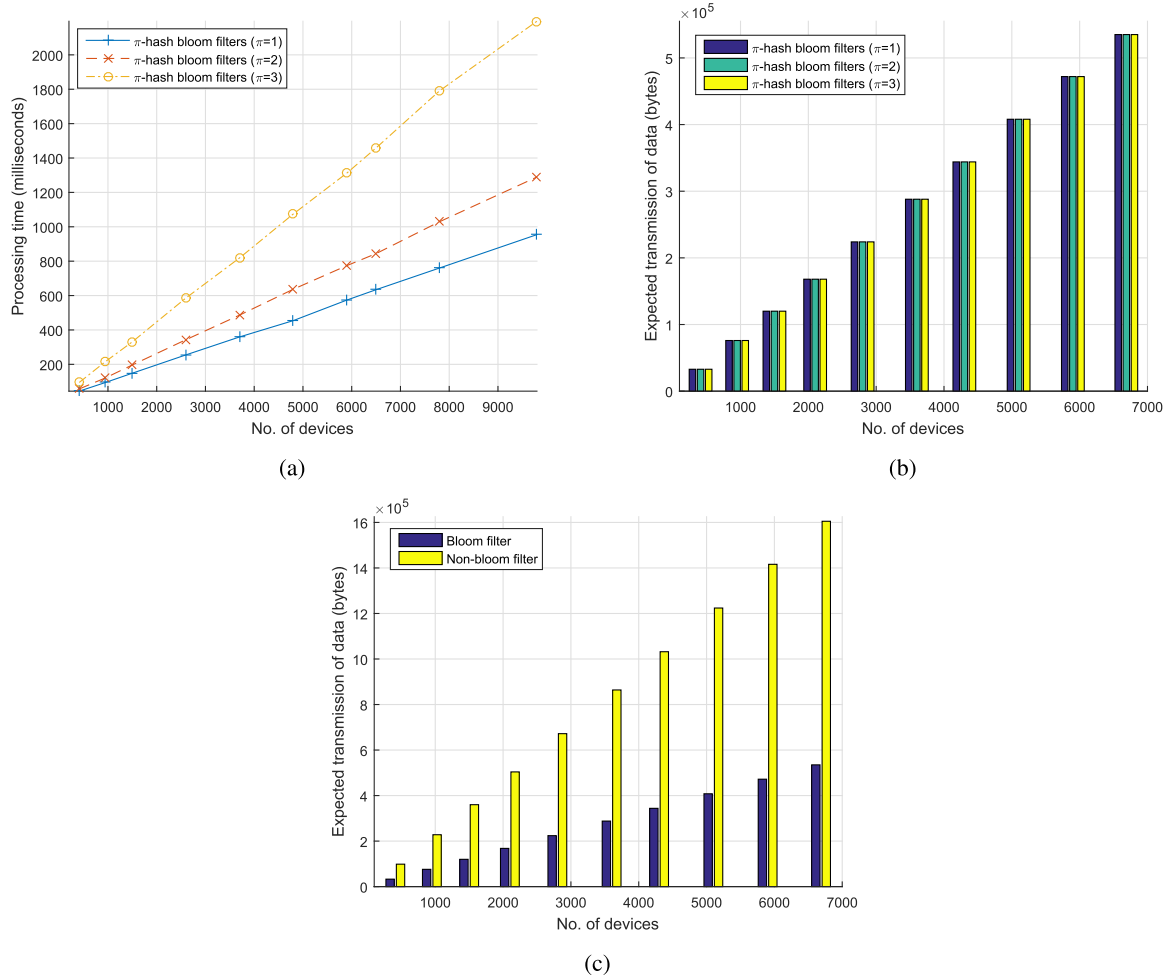 2200
2000
1800
1600
1400
1200
1000
800
600
400
200
Processing time (milliseconds)
π-hash bloom filters (π=1)
π-hash bloom filters (π=2)
π-hash bloom filters (π=3)
1000 2000 3000 4000 5000 6000 7000 8000 9000
No. of devices
(a)
×10⁵
5
4
3
2
1
0
Expected transmission of data (bytes)
π-hash bloom filters (π=1)
π-hash bloom filters (π=2)
π-hash bloom filters (π=3)
1000 2000 3000 4000 5000 6000 7000
No. of devices
(b)
×10⁵
16
14
12
10
8
6
4
2
0
Expected transmission of data (bytes)
Bloom filter
Non-bloom filter
1000 2000 3000 4000 5000 6000 7000
No. of devices
(c)